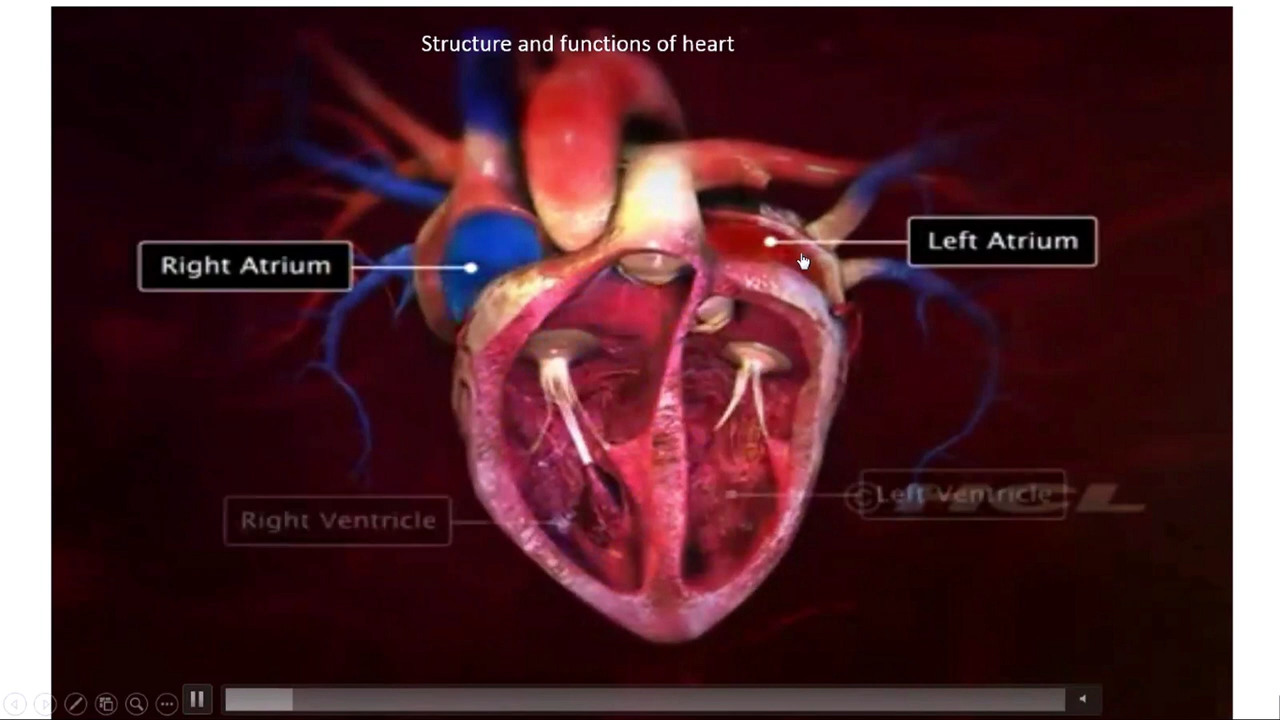 Structure and functions of heart
Right Atrium
Left Atrium
Right Ventricle
Left Ventricle